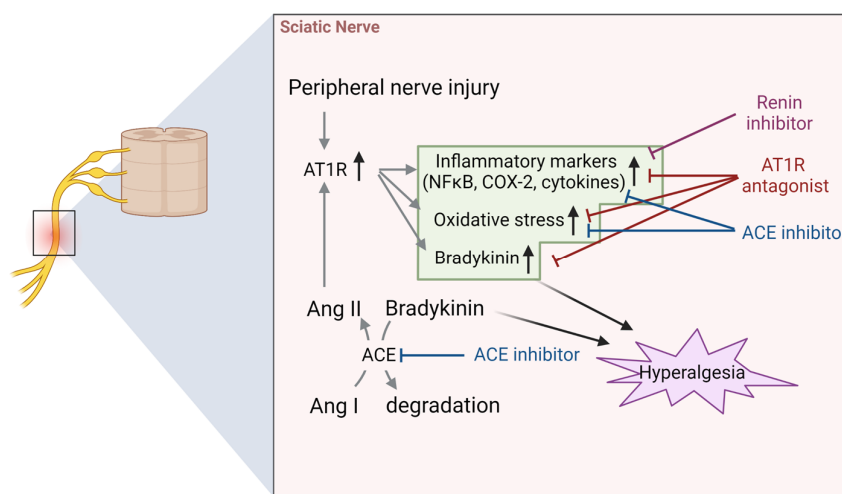 Sciatic Nerve
Peripheral nerve injury
Renin
inhibitor
AT1R
Inflammatory markers
(NFκB, COX-2, cytokines)
AT1R
antagonist
Oxidative stress
ACE inhibito
Bradykinin
Ang II
Bradykinin
ACE
ACE inhibitor
Hyperalgesia
Ang I
degradation